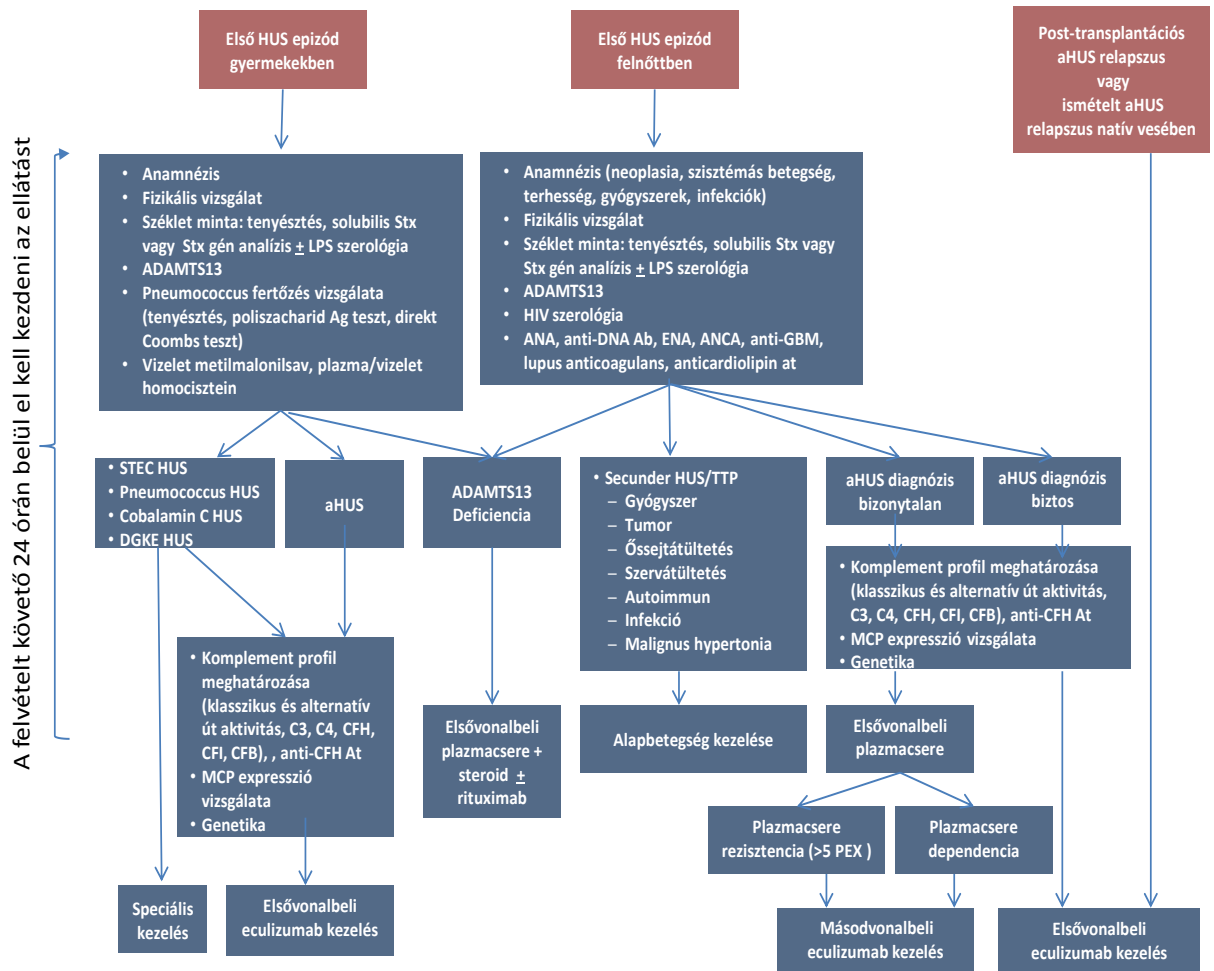 Első HUS epizód
gyermekekben
Első HUS epizód
felnőttben
Post-transplantációs
aHUS relapszus
vagy
ismételt aHUS
relapszus natív vesében
A felvételt követő 24 órán belül el kell kezdeni az ellátást
• Anamnézis
• Fizikális vizsgálat
• Széklet minta: tenyésztés, solubilis Stx
vagy Stx gén analízis ± LPS szerológia
• ADAMTS13
• Pneumococcus fertőzés vizsgálata
(tenyésztés, poliszacharid Ag teszt, direkt
Coombs teszt)
• Vizelet metilmalonilsav, plazma/vizelet
homocisztein
• Anamnézis (neoplasia, szisztémás betegség,
terhesség, gyógyszerek, infekciók)
• Fizikális vizsgálat
• Széklet minta: tenyésztés, solubilis Stx vagy
Stx gén analízis ± LPS szerológia
• ADAMTS13
• HIV szerológia
• ANA, anti-DNA Ab, ENA, ANCA, anti-GBM,
lupus anticoagulans, anticardiolipin at
• STEC HUS
• Pneumococcus HUS
• Cobalamin C HUS
• DGKE HUS
aHUS
ADAMTS13
Deficiencia
• Secunder HUS/TTP
– Gyógyszer
– Tumor
– Őssejtátültetés
– Szervátültetés
– Autoimmun
– Infekció
– Malignus hypertonia
aHUS diagnózis
bizonytalan
aHUS diagnózis
biztos
• Komplement profil meghatározása
(klasszikus és alternatív út aktivitás,
C3, C4, CFH, CFI, CFB), anti-CFH At
• MCP expresszió vizsgálata
• Genetika
• Komplement profil
meghatározása
(klasszikus és alternatív
út aktivitás, C3, C4, CFH,
CFI, CFB), , anti-CFH At
• MCP expresszió
vizsgálata
• Genetika
Elsővonalbeli
plazmacsere +
steroid ±
rituximab
Alapbetegség kezelése
Elsővonalbeli
plazmacsere
Plazmacsere
rezisztencia (>5 PEX )
Plazmacsere
dependencia
Speciális
kezelés
Elsővonalbeli
eculizumab kezelés
Másodvonalbeli
eculizumab kezelés
Elsővonalbeli
eculizumab kezelés